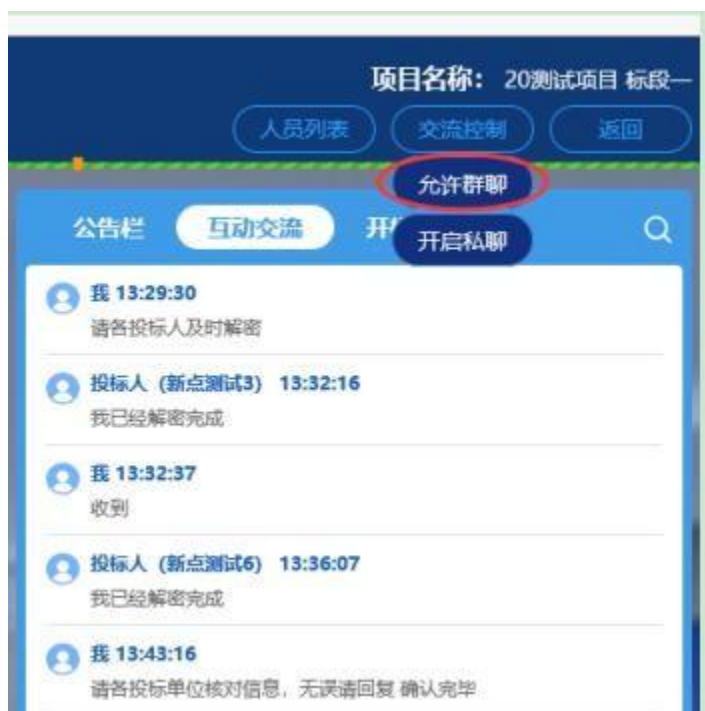 项目名称： 20测试项目 标段一
人员列表 交流控制 返回
允许群聊
公告栏 互动交流 开
开启私聊
我 13:29:30
请各投标人及时解密
投标人（新点测试3） 13:32:16
我已经解密完成
我 13:32:37
收到
投标人（新点测试6） 13:36:07
我已经解密完成
我 13:43:16
请各投标单位核对信息，无误请回复 确认完毕